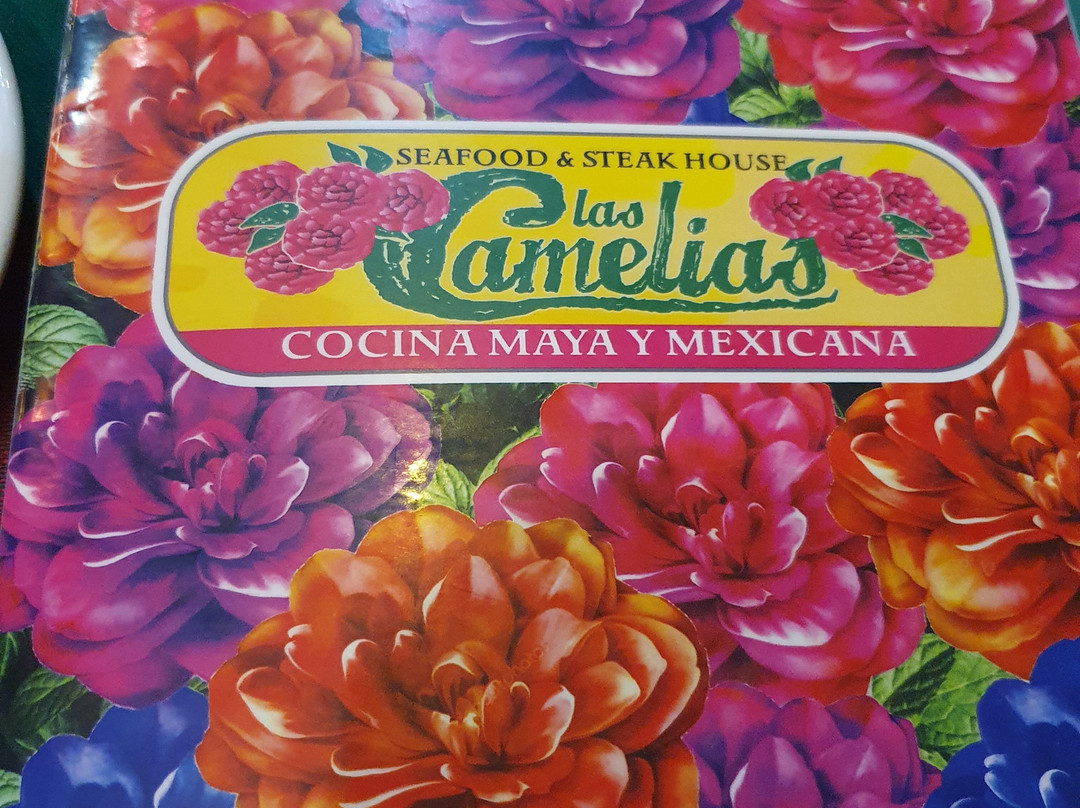 SEAFOOD & STEAK HOUSE
las
Camelias
COCINA MAYA Y MEXICANA